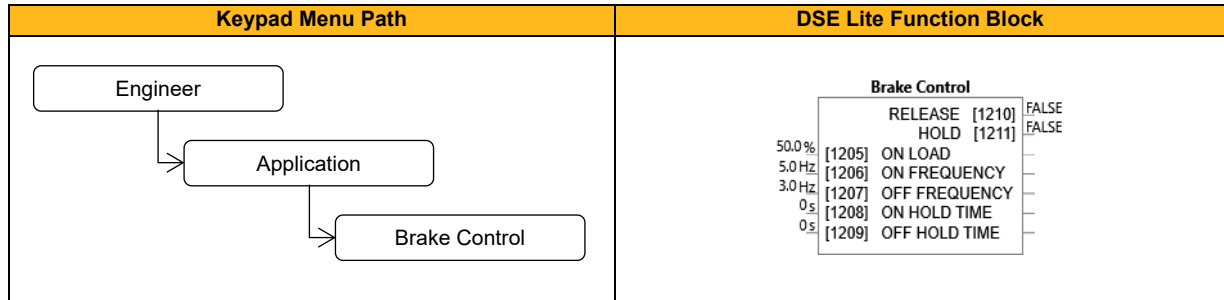 Keypad Menu Path
DSE Lite Function Block
Engineer
Application
Brake Control
Brake Control
RELEASE [1210] FALSE
HOLD [1211] FALSE
50.0 % [1205] ON LOAD
5.0 Hz [1206] ON FREQUENCY
3.0 Hz [1207] OFF FREQUENCY
0 s [1208] ON HOLD TIME
0 s [1209] OFF HOLD TIME